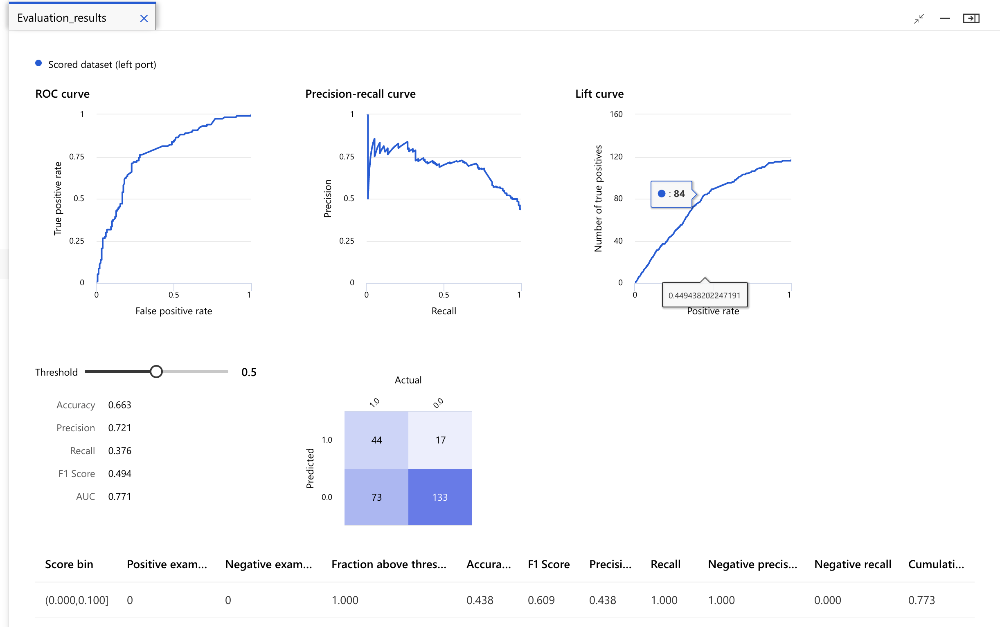 Evaluation_results
Scored dataset (left port)
ROC curve
1
0.75
0.5
0.25
0
0
0.5
1
True positive rate
False positive rate
Precision-recall curve
1
0.75
0.5
0.25
0
0
0.5
1
Precision
Recall
Lift curve
160
120
80
40
0
0
1
Number of true positives
: 84
0.449438202247191
Positive rate
Threshold 0.5
Accuracy 0.663
Precision 0.721
Recall 0.376
F1 Score 0.494
AUC 0.771
Actual
1.0 0.0
Predicted
1.0 44 17
0.0 73 133
Score bin Positive exam... Negative exam... Fraction above thres... Accura... F1 Score Precisi... Recall Negative precis... Negative recall Cumulati...
(0.000,0.100] 0 0 1.000 0.438 0.609 0.438 1.000 1.000 0.000 0.773